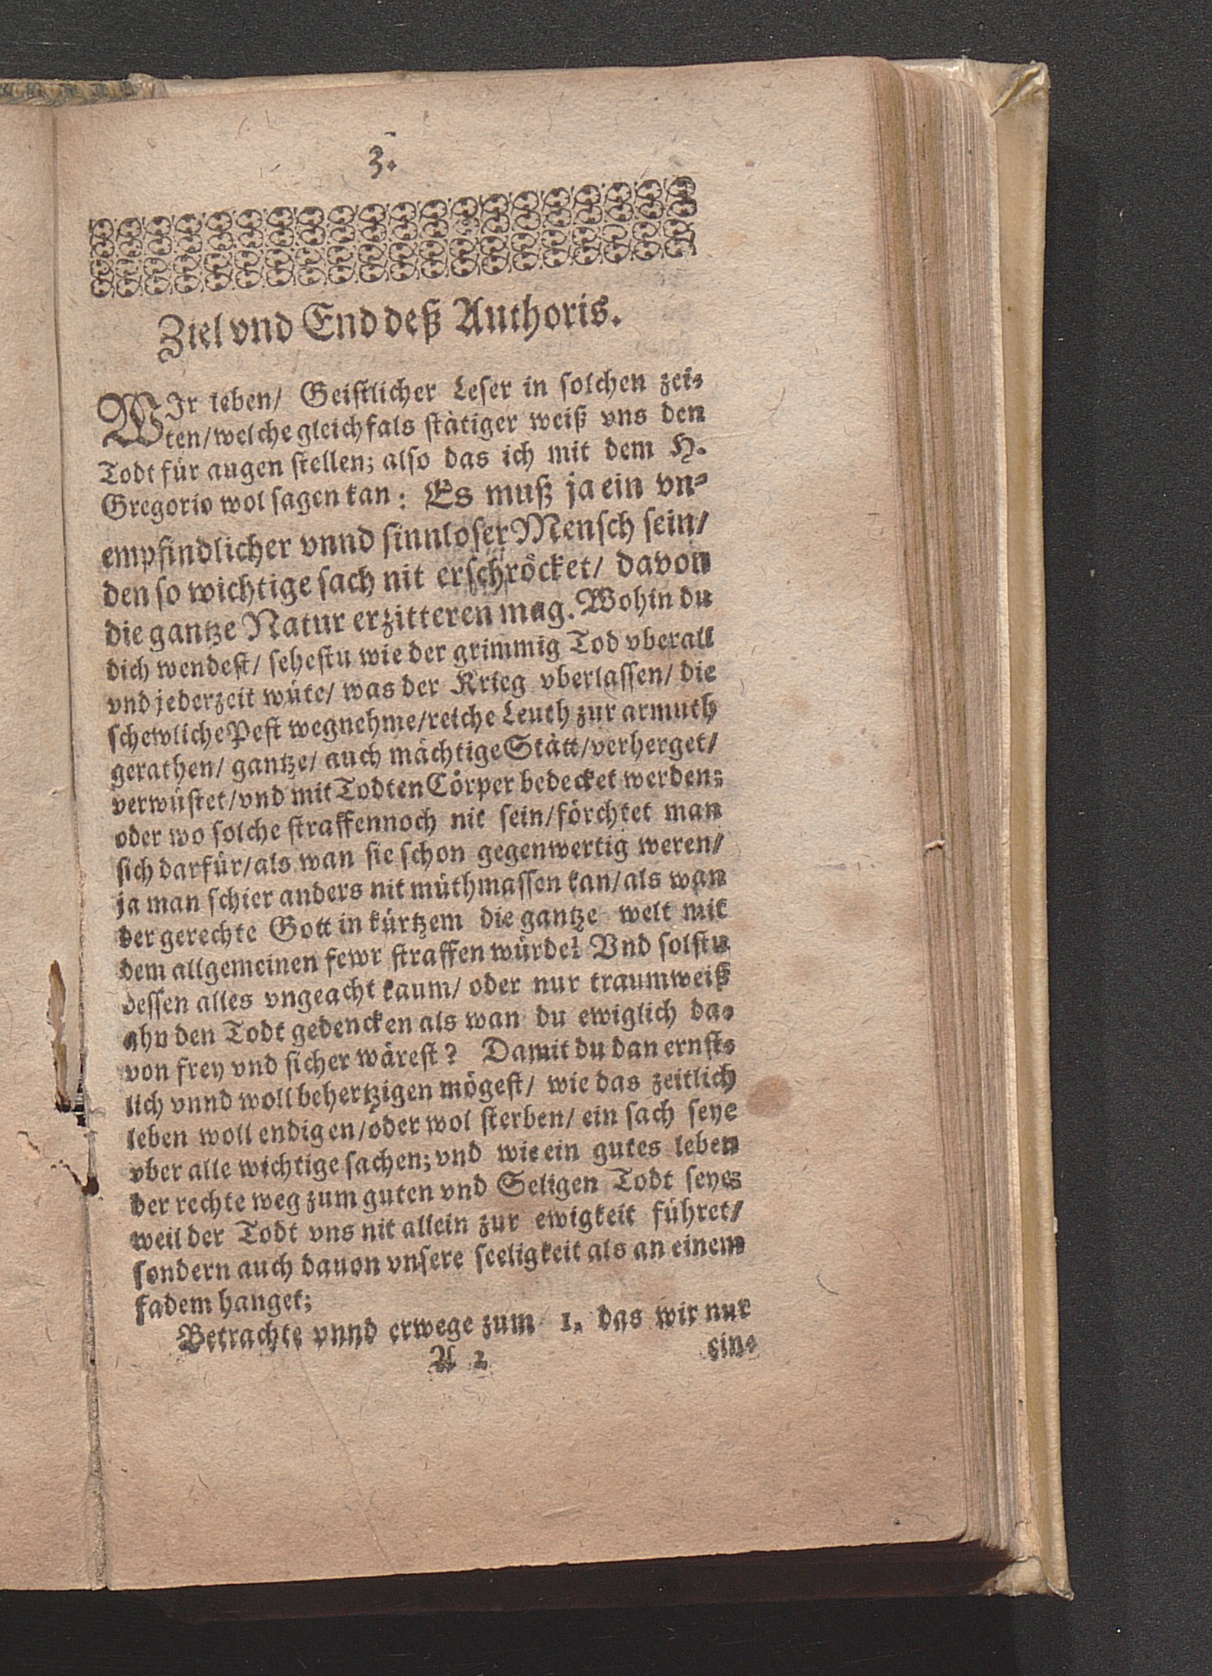 3.
Ziel vnd End deß Authoris.
WIr leben/ Geistlicher Leser in solchen zei-
ten/welche gleichfals stätiger weiß vns den
Todt für augen stellen; also das ich mit dem H.
Gregorio wol sagen kan: Es muß ja ein vn-
empfindlicher vnnd sinnloser Mensch sein/
den so wichtige sach nit erschröcket/ davon
die gantze Natur erzitteren mag. Wohin du
dich wendest/ sehestu wie der grimmig Tod vberall
vnd jederzeit wüte/ was der Krieg vberlassen/ die
schewliche Pest wegnehme/reiche Leuth zur armuth
gerathen/ gantze/ auch mächtige Stätt/verherget/
verwüstet/vnd mit Todten Cörper bedecket werden;
oder wo solche straffen noch nit sein/förchtet man
sich darfür/als wan sie schon gegenwertig weren/
ja man schier anders nit müthmassen kan/als wan
der gerechte Gott in kürtzem die gantze welt mit
dem allgemeinen fewr straffen würde! Vnd solstu
dessen alles vngeacht kaum/ oder nur traumweiß
ahn den Todt gedencken als wan du ewiglich da-
von frey vnd sicher wärest? Damit du dan ernst-
lich vnnd woll behertzigen mögest/ wie das zeitlich
leben woll endigen/oder wol sterben/ ein sach seye
vber alle wichtige sachen; vnd wie ein gutes leben
der rechte weg zum guten vnd Seligen Todt seye;
weil der Todt vns nit allein zur ewigkeit führet/
sondern auch dauon vnsere seeligkeit als an einem
fadem hanget;
Betrachte vnnd erwege zum 1. das wir nur
A 2 ein-